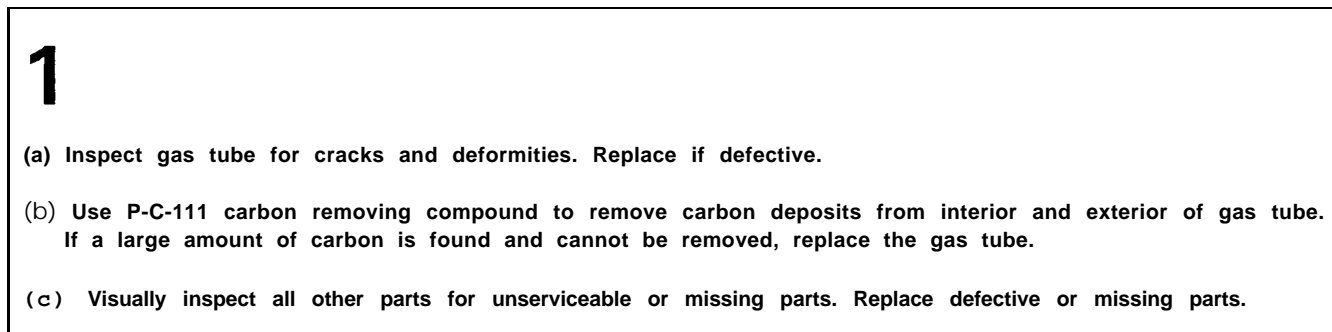 1
(a) Inspect gas tube for cracks and deformities. Replace if defective.
(b) Use P-C-111 carbon removing compound to remove carbon deposits from interior and exterior of gas tube.
If a large amount of carbon is found and cannot be removed, replace the gas tube.
(c) Visually inspect all other parts for unserviceable or missing parts. Replace defective or missing parts.